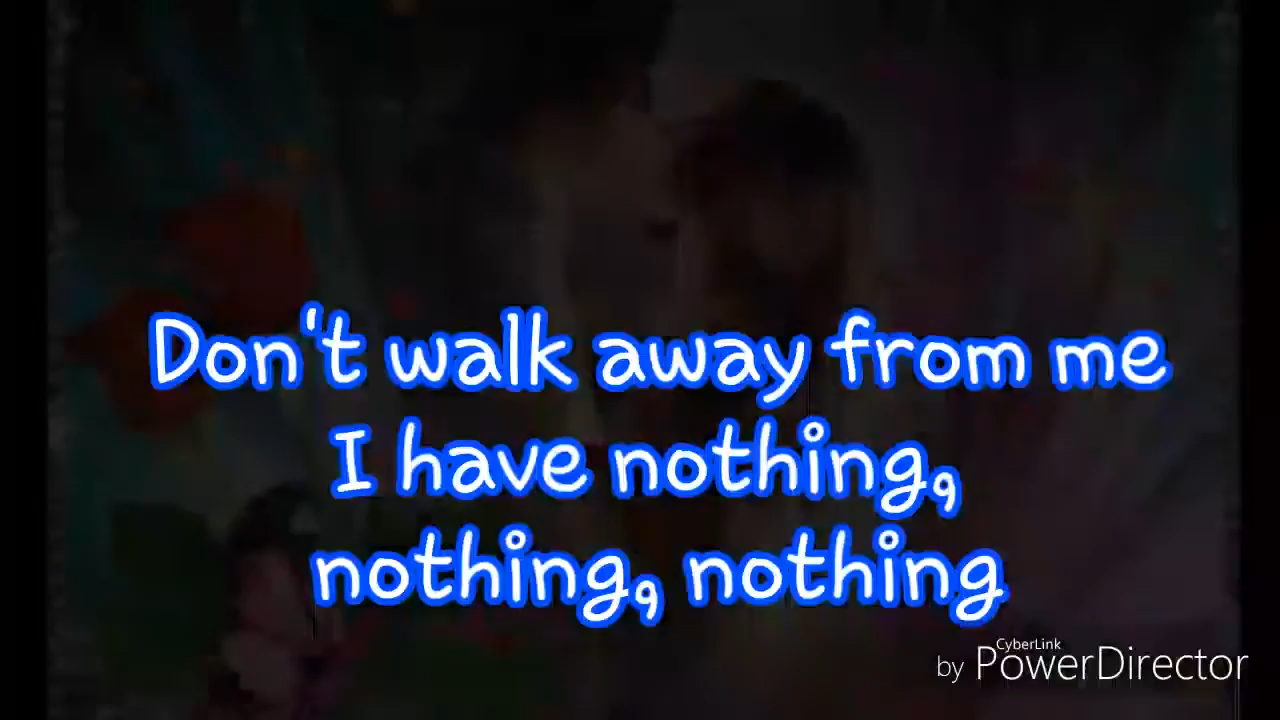 Don't walk away from me
I have nothing,
nothing, nothing
CyberLink
by PowerDirector